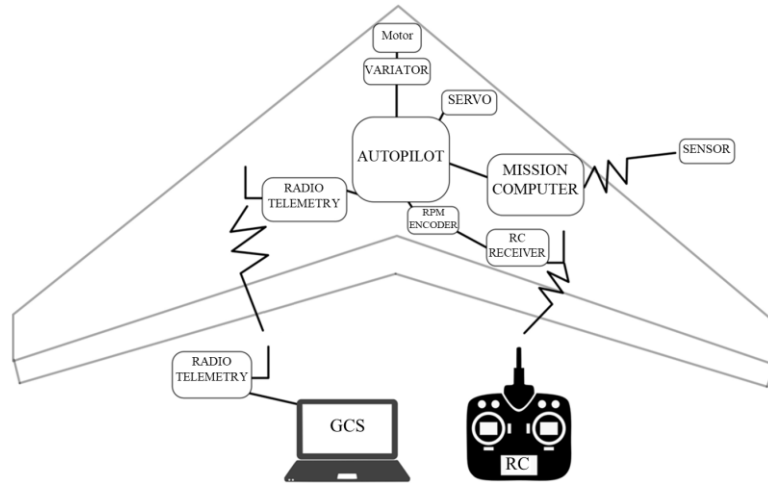 Motor
VARIATOR
SERVO
AUTOPILOT
SENSOR
MISSION
COMPUTER
RADIO
TELEMETRY
RPM
ENCODER
RC
RECEIVER
RADIO
TELEMETRY
GCS
RC